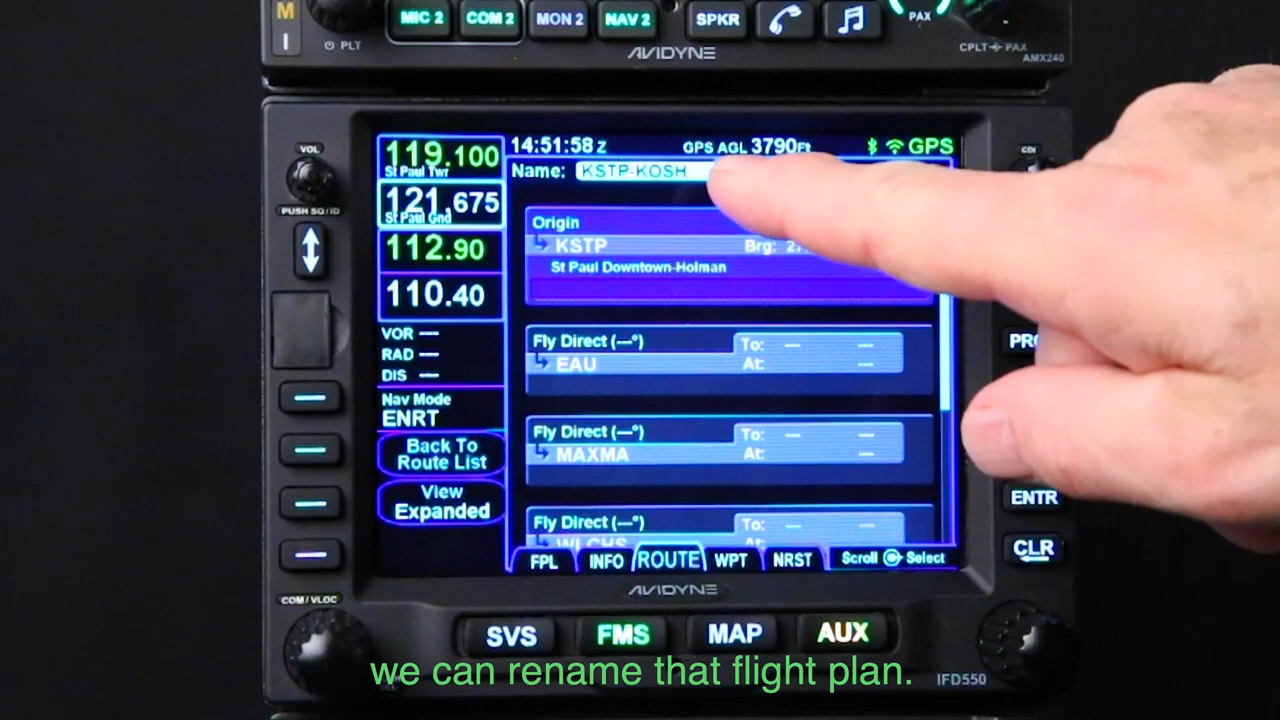 M
I
MIC 2 COM 2 MON 2 NAV 2 SPKR
PAX
PLT
AVIDYNE
CPLT PAX
AMX240
VOL
PUSH SQ/ID
119.100
St Paul Twr
121.675
St Paul Gnd
112.90
110.40
VOR ---
RAD ---
DIS ---
Nav Mode
ENRT
Back To
Route List
View
Expanded
14:51:58 Z GPS AGL 3790Ft GPS
Name: KSTP-KOSH
Origin
KSTP Brg:
St Paul Downtown-Holman
Fly Direct (---°) To: --- ---
EAU At: ---
Fly Direct (---°) To: --- ---
MAXMA At: ---
Fly Direct (---°) To: --- ---
WLCHS At: ---
FPL INFO ROUTE WPT NRST Scroll Select
CDI
ENTR
CLR
AVIDYNE
COM/VLOC
SVS FMS MAP AUX
IFD550
we can rename that flight plan.